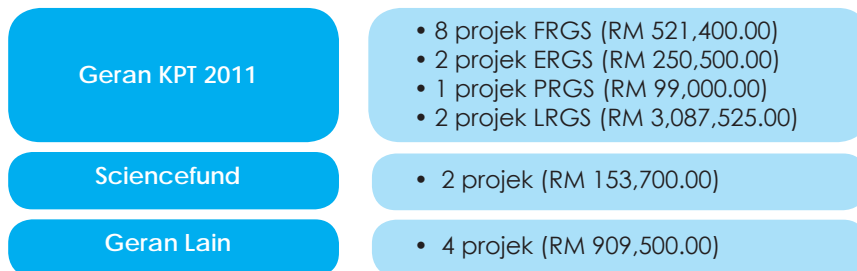 Geran KPT 2011
• 8 projek FRGS (RM 521,400.00)
• 2 projek ERGS (RM 250,500.00)
• 1 projek PRGS (RM 99,000.00)
• 2 projek LRGS (RM 3,087,525.00)
Sciencefund
• 2 projek (RM 153,700.00)
Geran Lain
• 4 projek (RM 909,500.00)